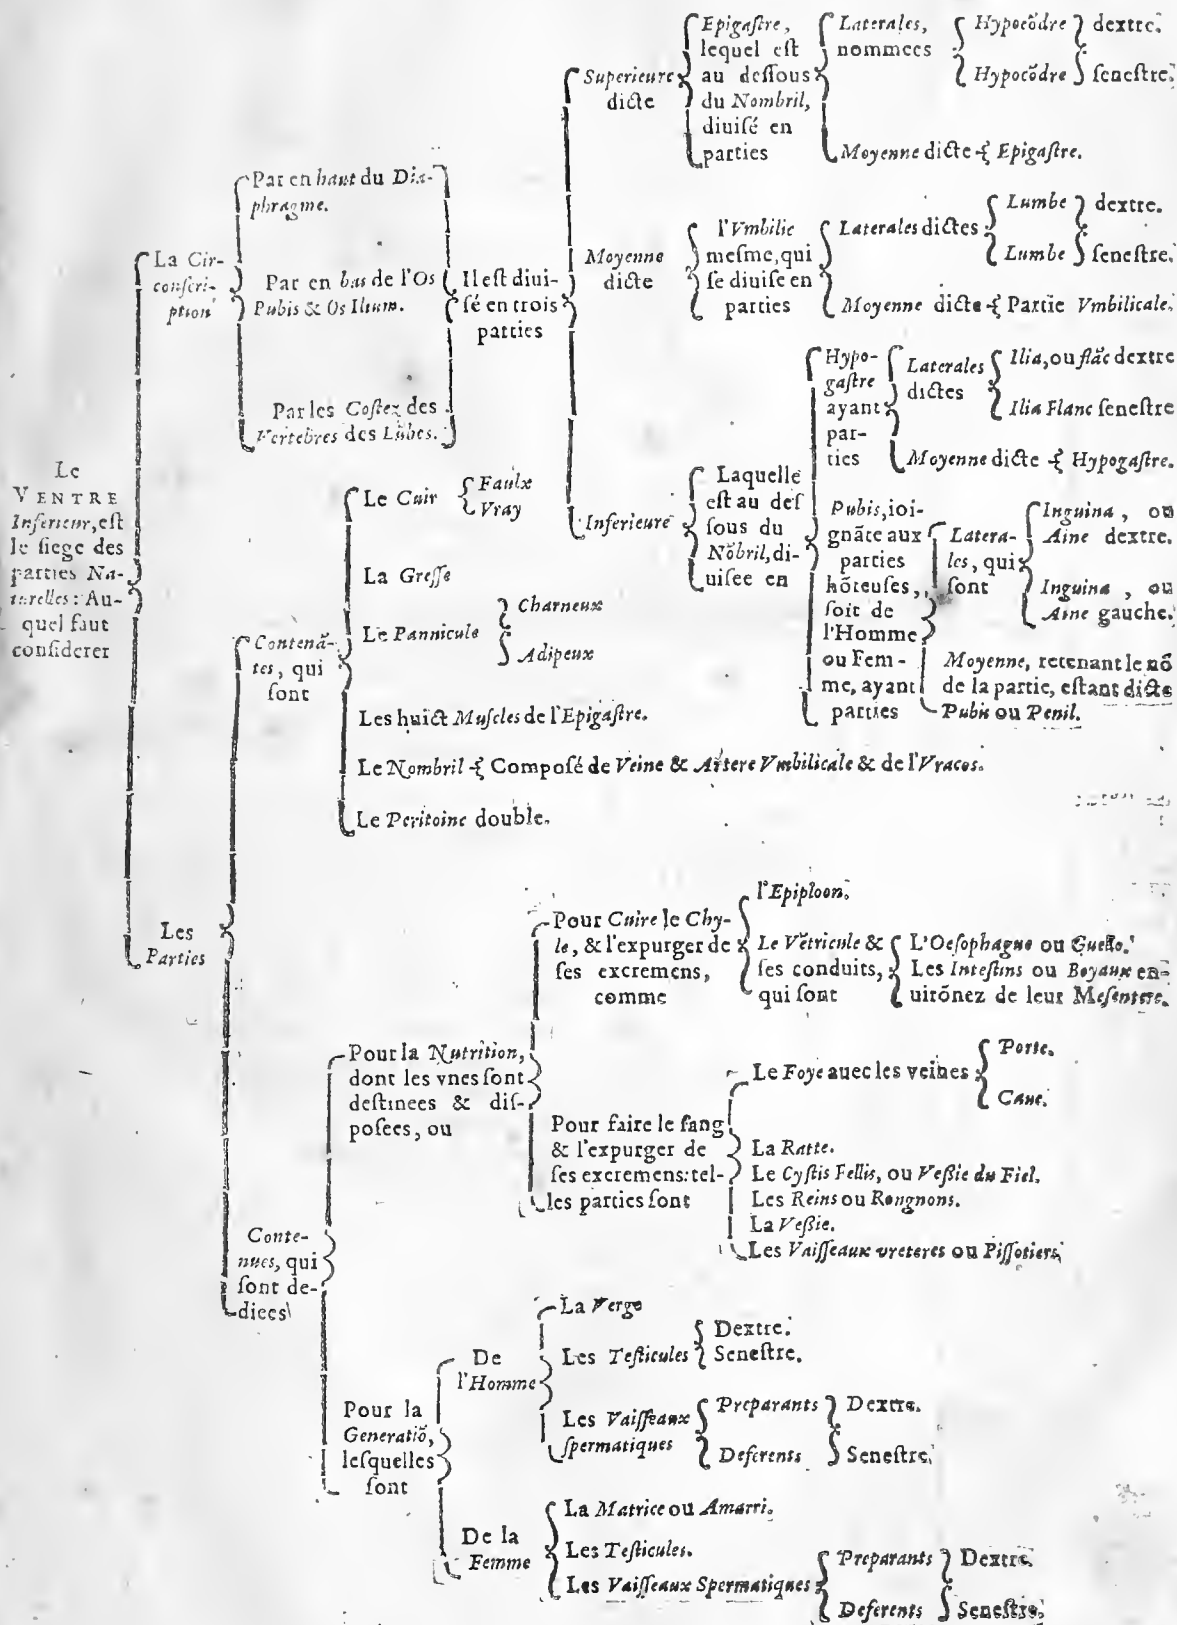 Le
VENTRE
Inferieur, est
le siege des
parties Na-
turelles: Au-
quel faut
considerer
La Cir-
conscri-
ption
Par en haut du Dia-
phragme.
Par en bas de l'Os
Pubis & Os Ilium.
Par les Costez des
Vertebres des Lũbes.
Il est diui-
sé en trois
parties
Superieure
dicte
Epigastre,
lequel est
au dessous
du Nombril,
diuisé en
parties
Laterales,
nommees
Hypocõdre
Hypocõdre
dextre.
senestre.
Moyenne dicte Epigastre.
Moyenne
dicte
l'Vmbilic
mesme, qui
se diuise en
parties
Laterales dictes
Lumbe
Lumbe
dextre.
senestre.
Moyenne dicte Partie Vmbilicale.
Inferieure
Laquelle
est au des
sous du
Nõbril, di-
uisee en
Hypo-
gastre
ayant
par-
ties
Laterales
dictes
Ilia, ou flãc dextre
Ilia Flanc senestre
Moyenne dicte Hypogastre.
Pubis, ioi-
gnãte aux
parties
hõteuses,
soit de
l'Homme
ou Fem-
me, ayant
parties
Latera-
les, qui
sont
Inguina, ou
Aine dextre.
Inguina, ou
Aine gauche.
Moyenne, retenant le nõ
de la partie, estant dicte
Pubis ou Penil.
Les
Parties
Contenã-
tes, qui
sont
Le Cuir
Faulx
Vray
La Gresse
Le Pannicule
Charneux
Adipeux
Les huict Muscles de l'Epigastre.
Le Nombril Composé de Veine & Artere Vmbilicale & de l'Vracos.
Le Peritoine double.
Conte-
nues, qui
sont de-
diees
Pour la Nutrition,
dont les vnes sont
destinees & dis-
posees, ou
Pour Cuire le Chy-
le, & l'expurger de
ses excremens,
comme
l'Epiploon.
Le Vẽtricule &
ses conduits,
qui sont
L'Oesophague ou Gueule.
Les Intestins ou Boyaux en-
uirõnez de leur Mesentere.
Pour faire le sang
& l'expurger de
ses excremens: tel-
les parties sont
Le Foye auec les veines
Porte.
Caue.
La Ratte.
Le Cystis Fellis, ou Vessie du Fiel.
Les Reins ou Rongnons.
La Vessie.
Les Vaisseaux vreteres ou Pissotiers.
Pour la
Generatiõ,
lesquelles
sont
De
l'Homme
La Verge
Les Testicules
Dextre.
Senestre.
Les Vaisseaux
spermatiques
Preparants
Deferents
Dextre.
Senestre.
De la
Femme
La Matrice ou Amarri.
Les Testicules.
Les Vaisseaux Spermatiques
Preparants
Deferents
Dextre.
Senestre.